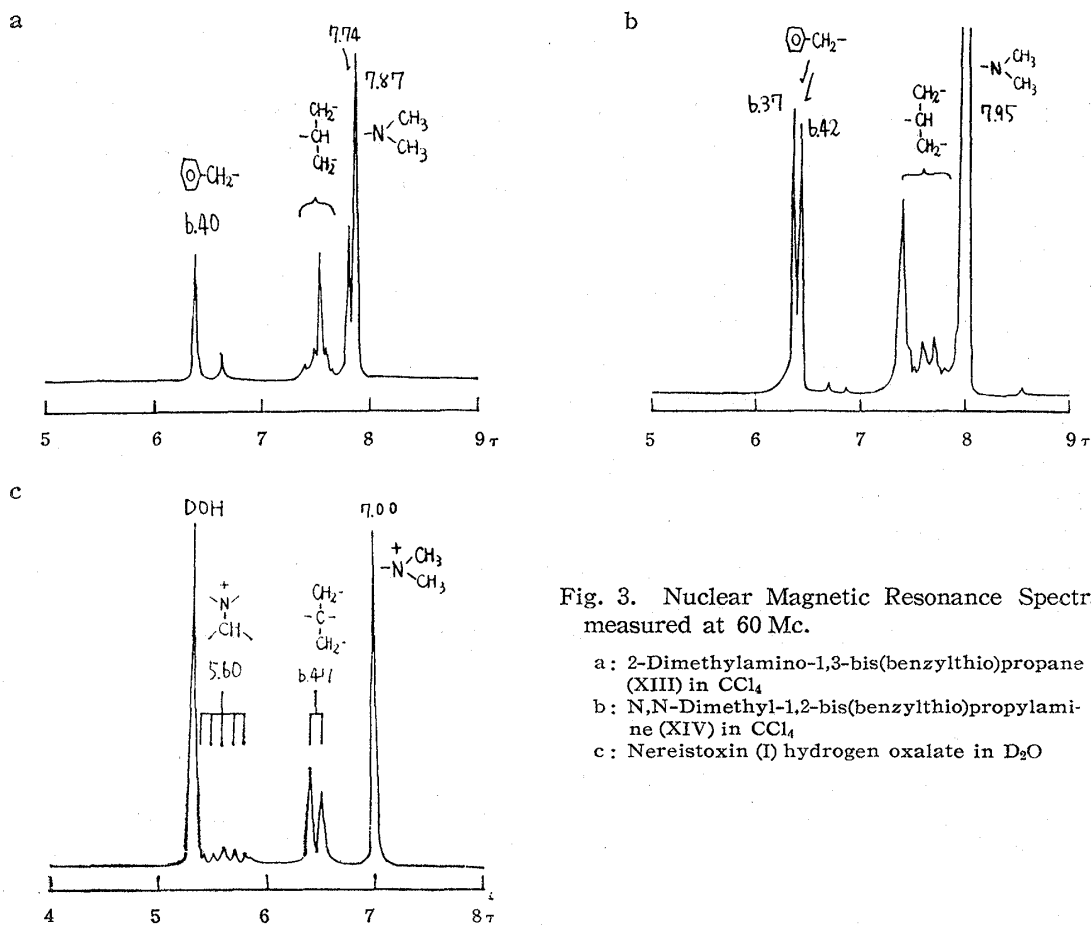 a
7.74
7.87
CH2-
-CH
CH2-
-N
CH3
CH3
-CH2-
6.40
5 6 7 8 9 τ
b
-CH2-
6.37
6.42
CH2-
-CH
CH2-
-N
CH3
CH3
7.95
5 6 7 8 9 τ
c
DOH
+
N
CH
5.60
CH2-
-C-
CH2-
7.00
+
-N
CH3
CH3
4 5 6 7 8 τ
Fig. 3. Nuclear Magnetic Resonance Spectr
measured at 60 Mc.
a: 2-Dimethylamino-1,3-bis(benzylthio)propane
(XIII) in CCl4
b: N,N-Dimethyl-1,2-bis(benzylthio)propylami-
ne (XIV) in CCl4
c: Nereistoxin (I) hydrogen oxalate in D2O